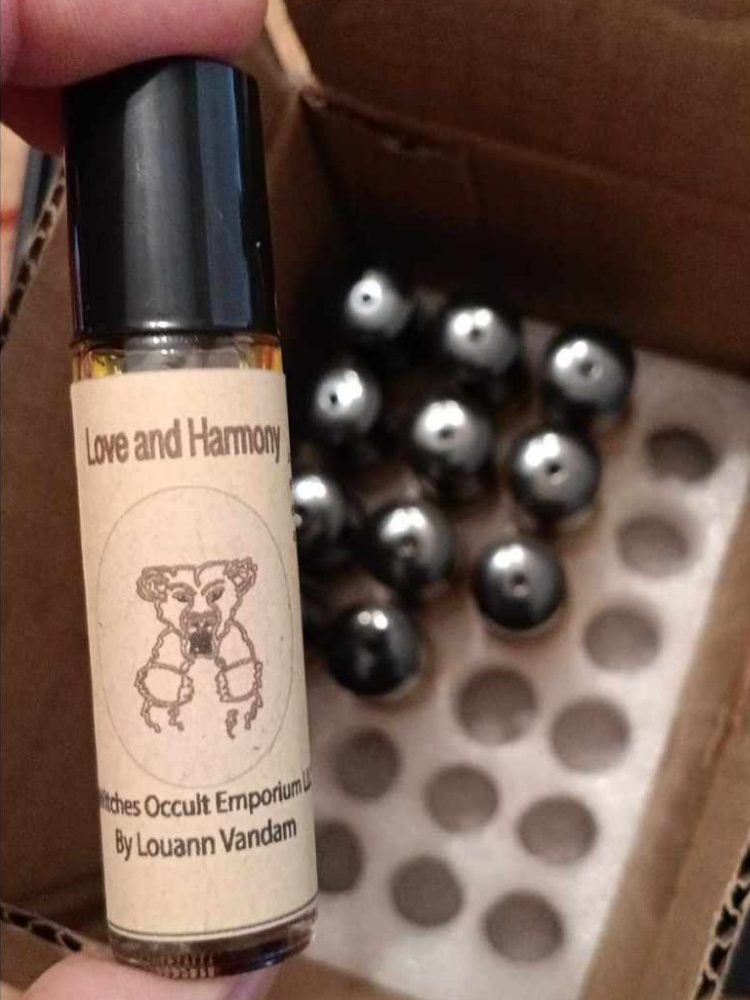 Love and Harmony
Occult Emporium
By Louann Vandam